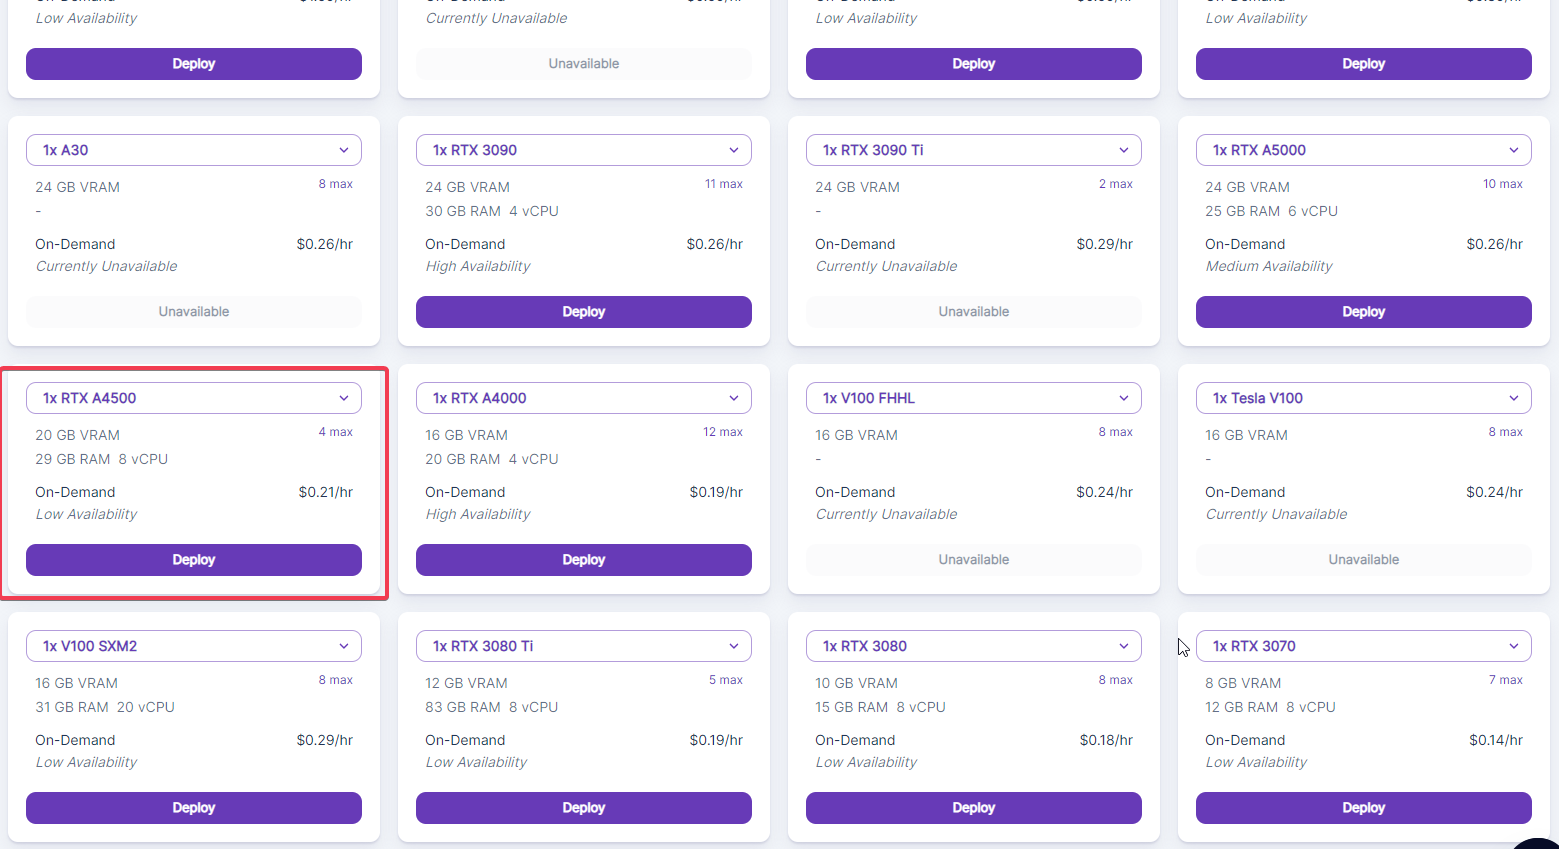 Low Availability
Currently Unavailable
Low Availability
Low Availability
Deploy
Unavailable
Deploy
Deploy
1x A30
24 GB VRAM 8 max
-
On-Demand $0.26/hr
Currently Unavailable
Unavailable
1x RTX 3090
24 GB VRAM 11 max
30 GB RAM 4 vCPU
On-Demand $0.26/hr
High Availability
Deploy
1x RTX 3090 Ti
24 GB VRAM 2 max
-
On-Demand $0.29/hr
Currently Unavailable
Unavailable
1x RTX A5000
24 GB VRAM 10 max
25 GB RAM 6 vCPU
On-Demand $0.26/hr
Medium Availability
Deploy
1x RTX A4500
20 GB VRAM 4 max
29 GB RAM 8 vCPU
On-Demand $0.21/hr
Low Availability
Deploy
1x RTX A4000
16 GB VRAM 12 max
20 GB RAM 4 vCPU
On-Demand $0.19/hr
High Availability
Deploy
1x V100 FHHL
16 GB VRAM 8 max
-
On-Demand $0.24/hr
Currently Unavailable
Unavailable
1x Tesla V100
16 GB VRAM 8 max
-
On-Demand $0.24/hr
Currently Unavailable
Unavailable
1x V100 SXM2
16 GB VRAM 8 max
31 GB RAM 20 vCPU
On-Demand $0.29/hr
Low Availability
Deploy
1x RTX 3080 Ti
12 GB VRAM 5 max
83 GB RAM 8 vCPU
On-Demand $0.19/hr
Low Availability
Deploy
1x RTX 3080
10 GB VRAM 8 max
15 GB RAM 8 vCPU
On-Demand $0.18/hr
Low Availability
Deploy
1x RTX 3070
8 GB VRAM 7 max
12 GB RAM 8 vCPU
On-Demand $0.14/hr
Low Availability
Deploy